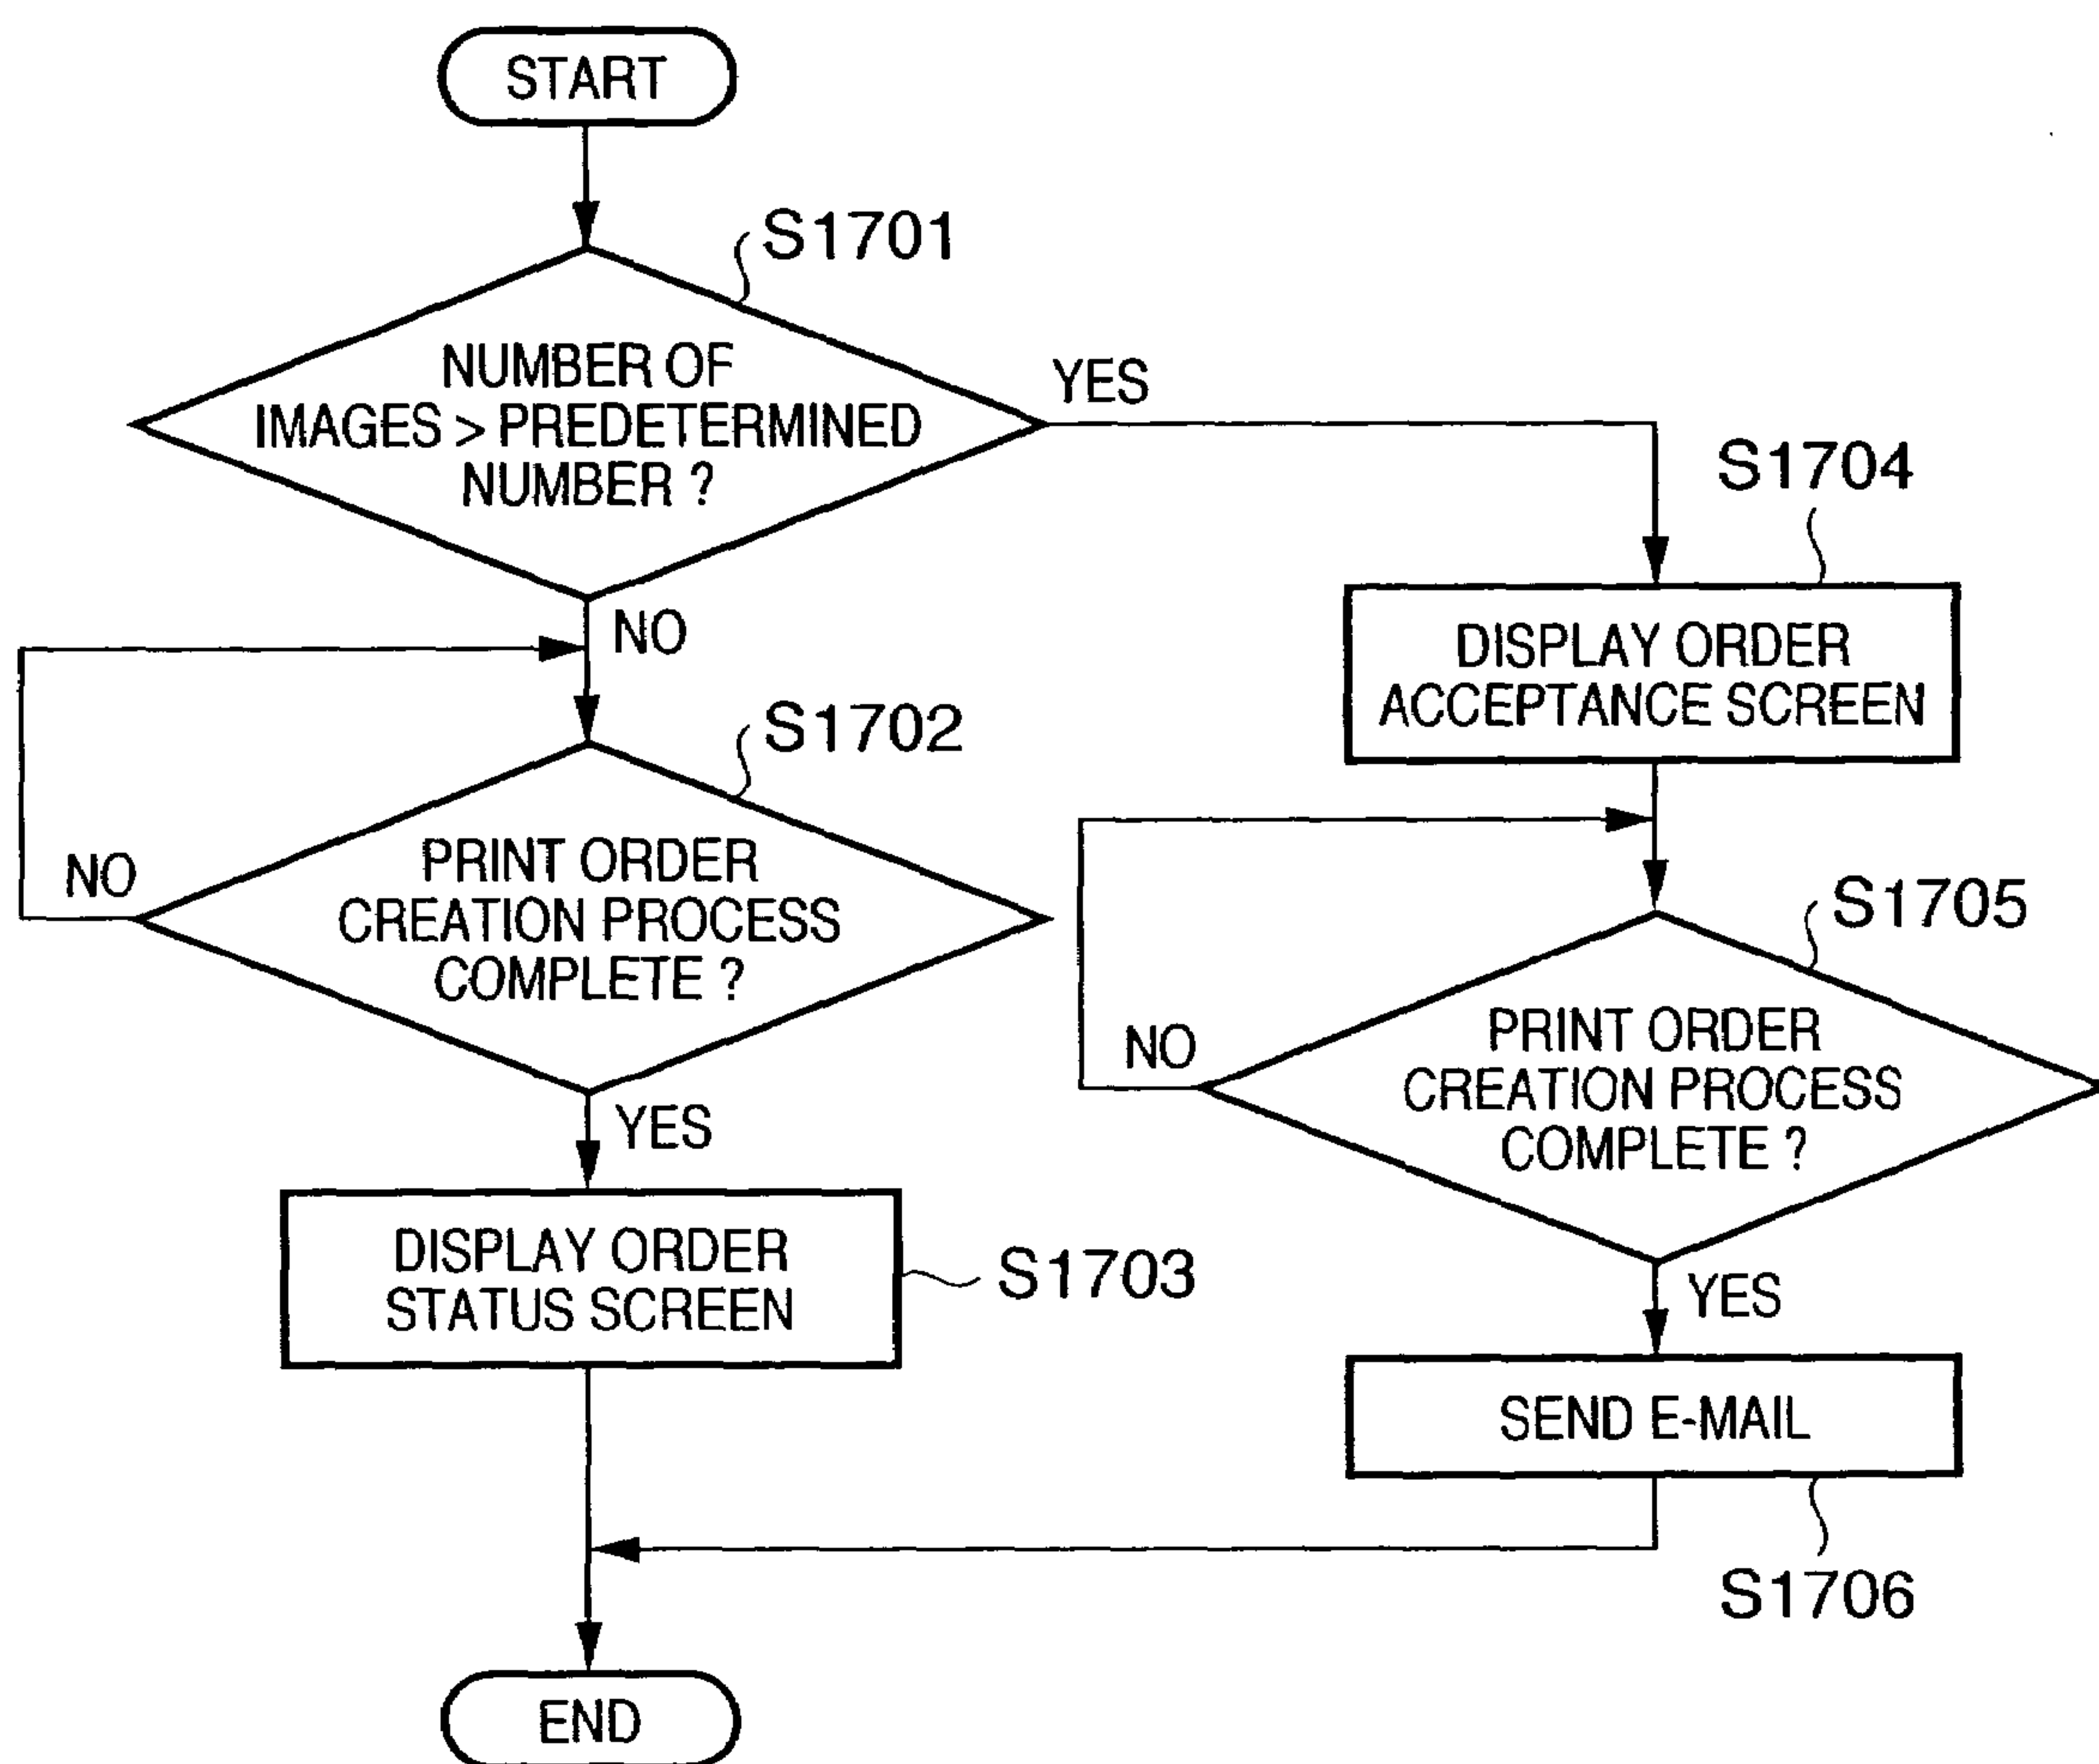 START
S1701
NUMBER OF
IMAGES > PREDETERMINED
NUMBER ?
YES
NO
S1702
PRINT ORDER
CREATION PROCESS
COMPLETE ?
NO
YES
DISPLAY ORDER
STATUS SCREEN
S1703
S1704
DISPLAY ORDER
ACCEPTANCE SCREEN
S1705
PRINT ORDER
CREATION PROCESS
COMPLETE ?
NO
YES
SEND E-MAIL
S1706
END